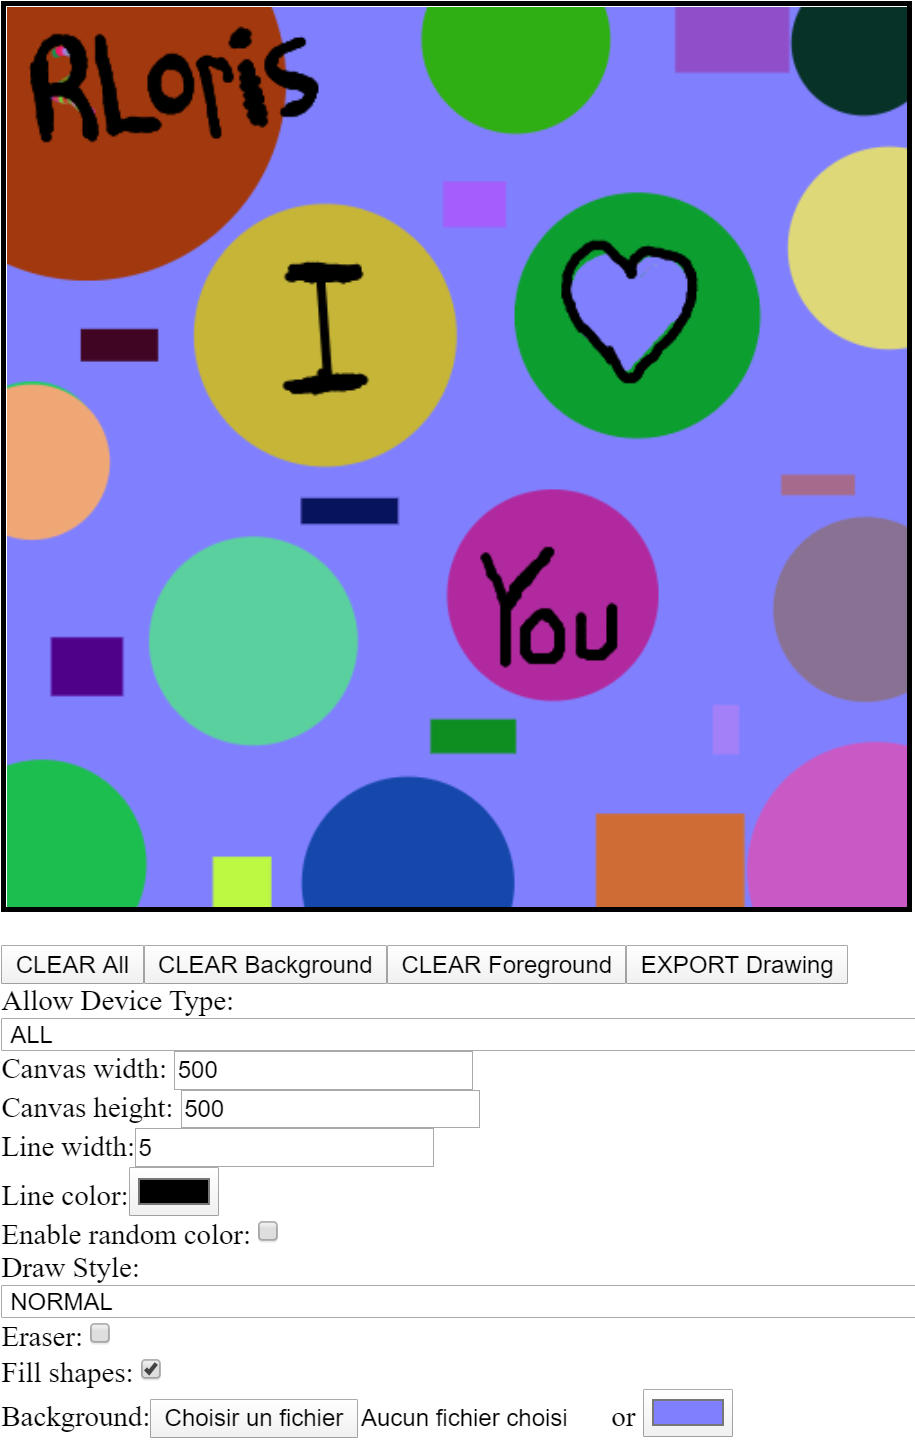 RLoris
I
You
CLEAR All CLEAR Background CLEAR Foreground EXPORT Drawing
Allow Device Type:
ALL
Canvas width: 500
Canvas height: 500
Line width: 5
Line color:
Enable random color:
Draw Style:
NORMAL
Eraser:
Fill shapes:
Background: Choisir un fichier Aucun fichier choisi or